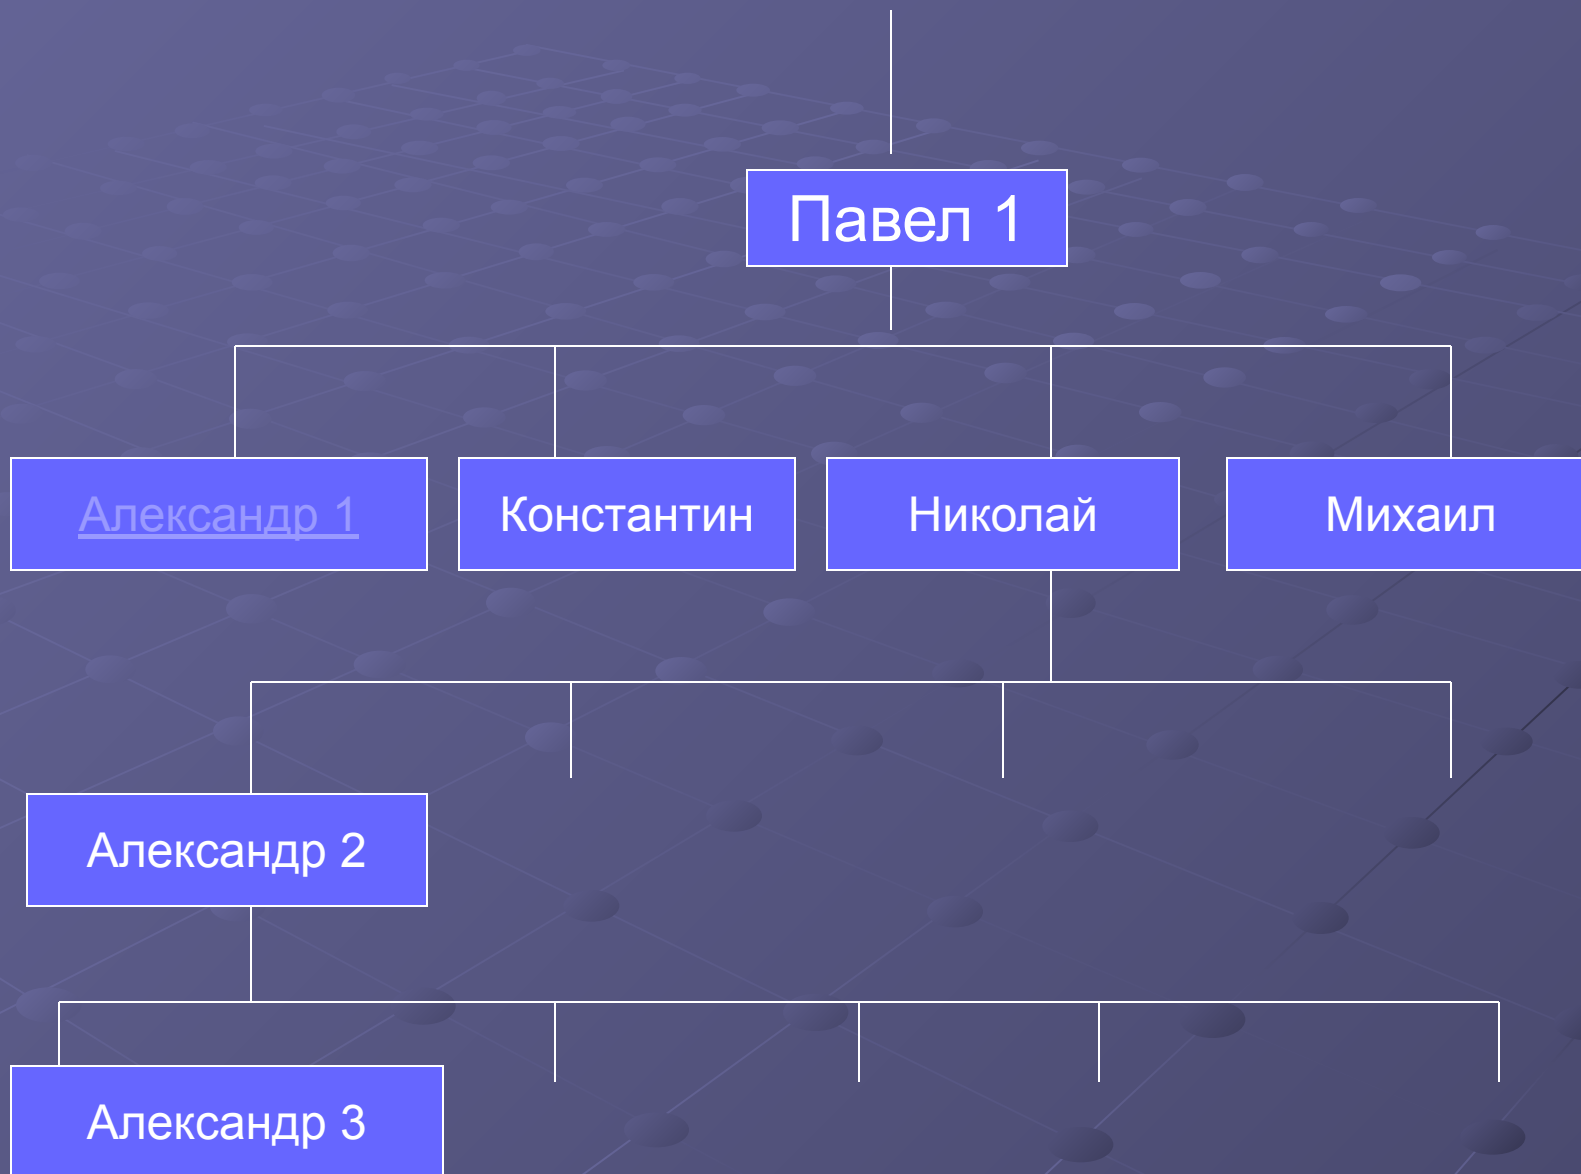 Павел 1
Александр 1
Константин
Николай
Михаил
Александр 2
Александр 3